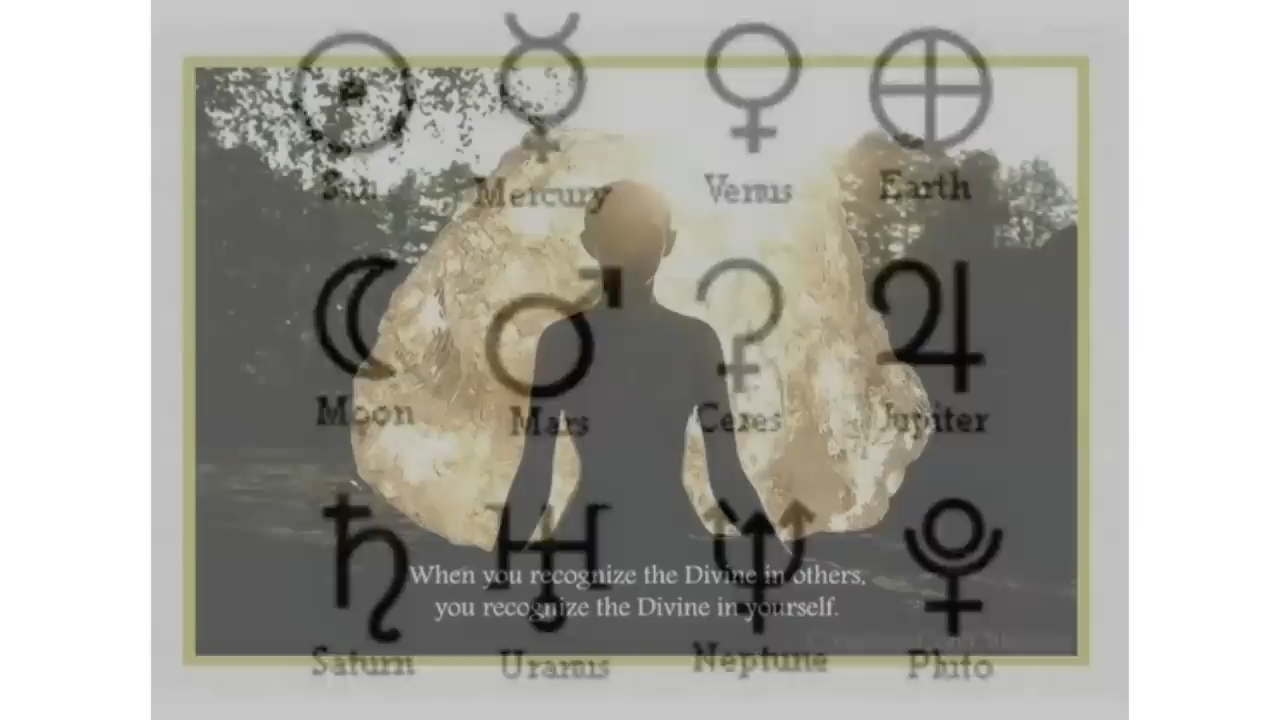 Sun Mercury Venus Earth
Moon Mars Ceres Jupiter
When you recognize the Divine in others,
you recognize the Divine in yourself.
Saturn Uranus Neptune Pluto